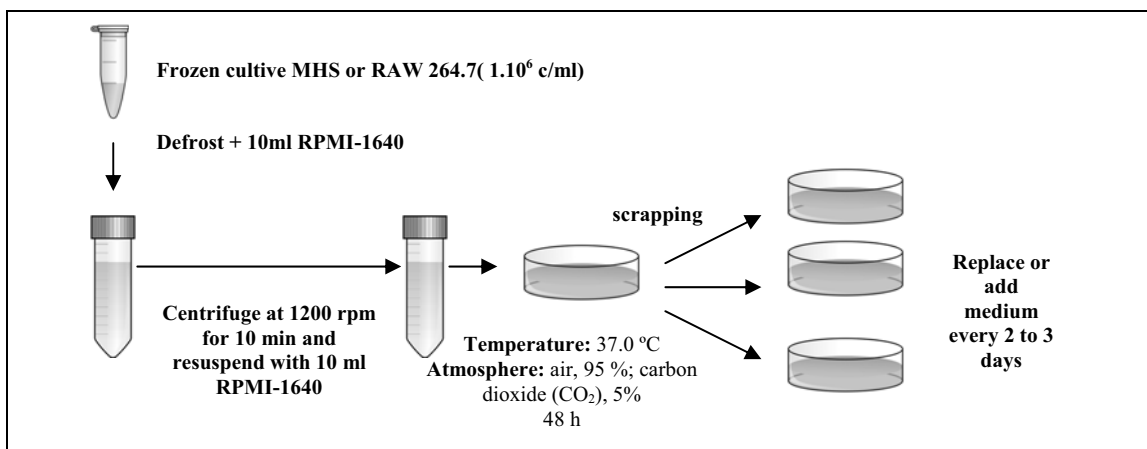 Frozen cultive MHS or RAW 264.7( 1.10⁶ c/ml)
Defrost + 10ml RPMI-1640
Centrifuge at 1200 rpm
for 10 min and
resuspend with 10 ml
RPMI-1640
Temperature: 37.0 ºC
Atmosphere: air, 95 %; carbon
dioxide (CO₂), 5%
48 h
scrapping
Replace or
add
medium
every 2 to 3
days